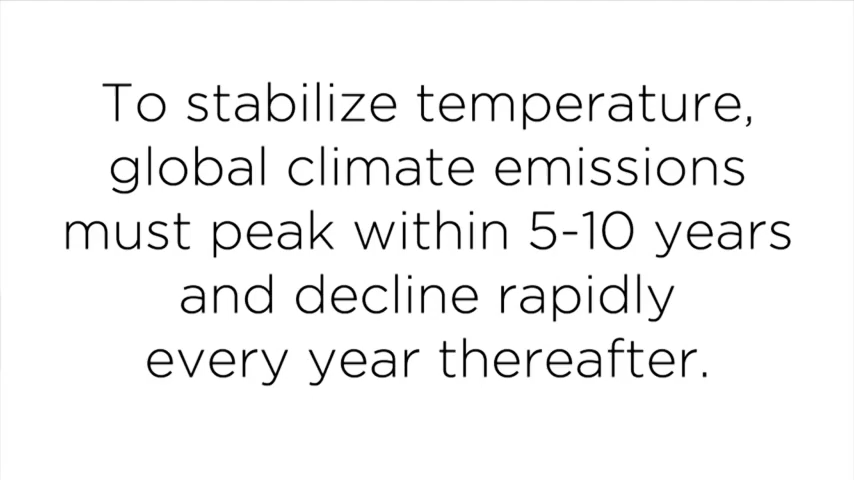 To stabilize temperature,
global climate emissions
must peak within 5-10 years
and decline rapidly
every year thereafter.